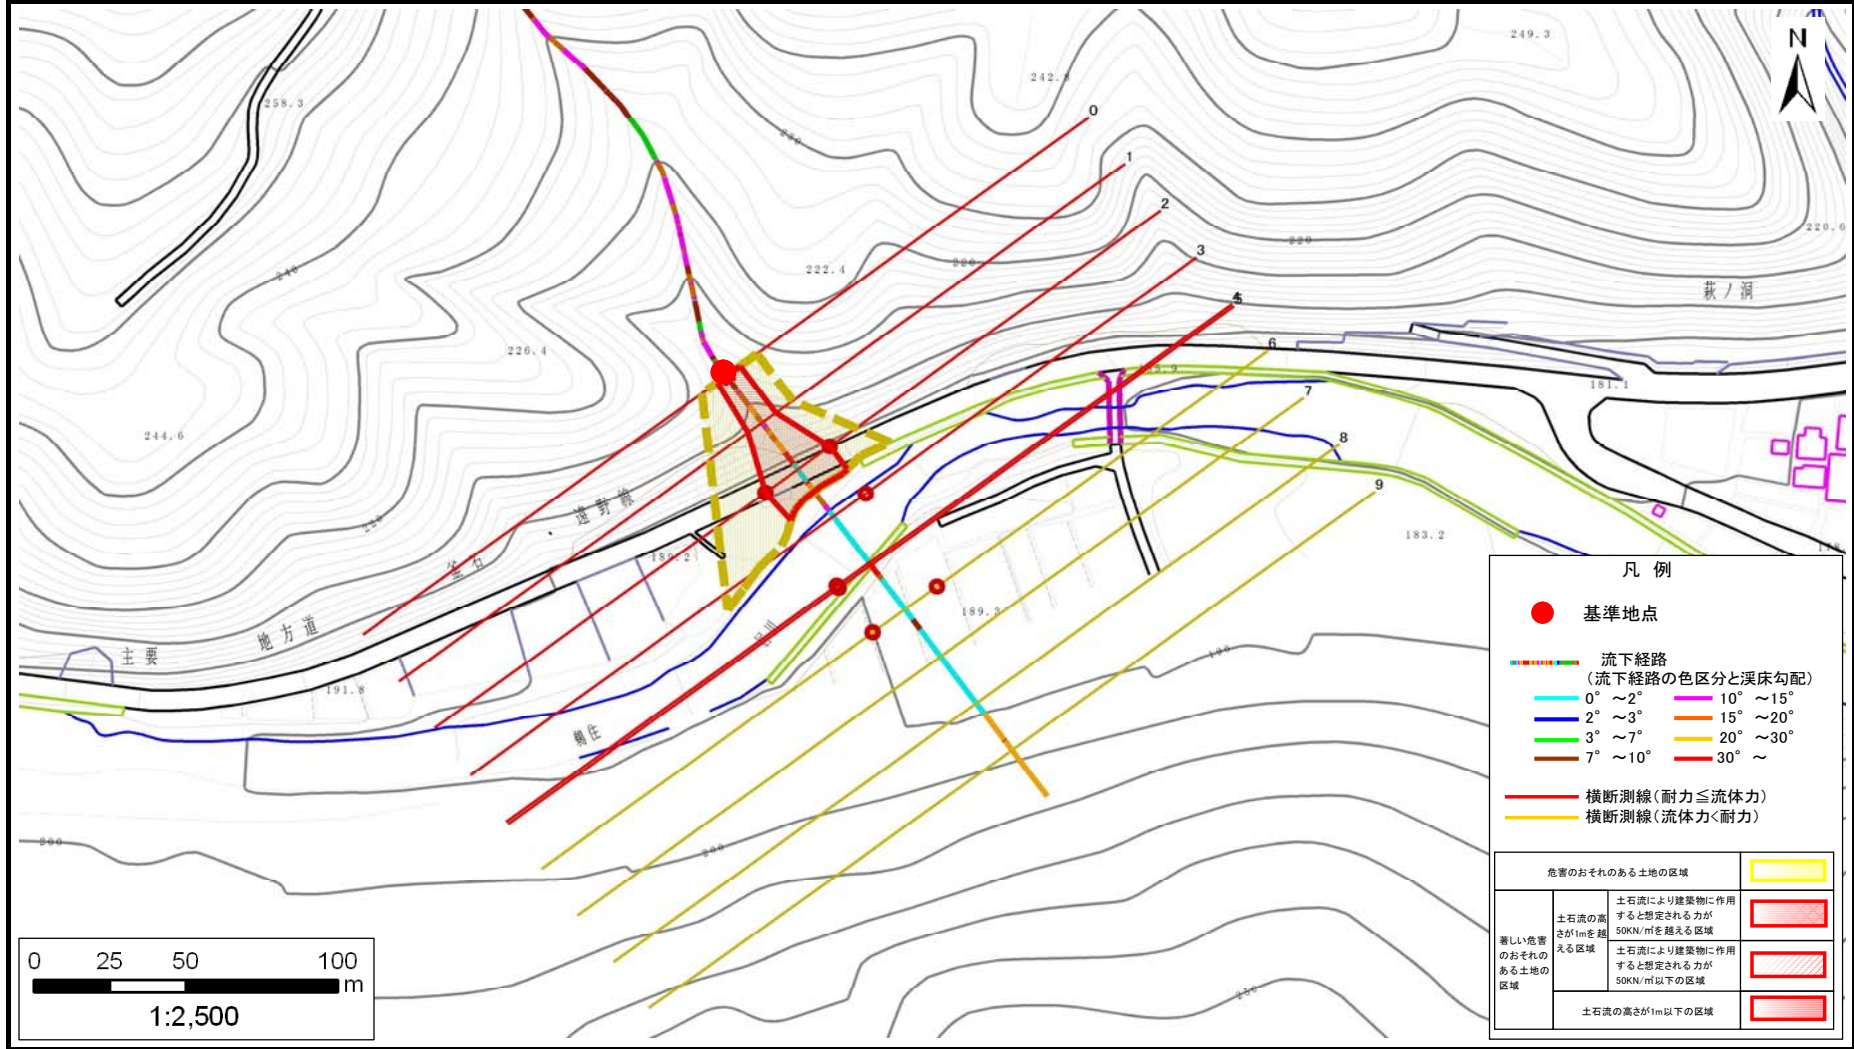 N
249.3
242.8
258.3
0
230
1
2
220.6
220
3
240
222.4
220
萩ノ洞
4
5
226.4
6
181.1
7
244.6
8
9
遠野線
220
183.2
釜石
189.2
189.3
地方道
主要
190
191.8
鵜住
200
200
250
0 25 50 100
m
1:2,500
凡 例
基準地点
流下経路
(流下経路の色区分と渓床勾配)
0° ～2° 10° ～15°
2° ～3° 15° ～20°
3° ～7° 20° ～30°
7° ～10° 30° ～
横断測線(耐力≦流体力)
横断測線(流体力<耐力)
危害のおそれのある土地の区域
著しい危害
のおそれの
ある土地の
区域
土石流の高
さが1mを越
える区域
土石流により建築物に作用
すると想定される力が
50KN/㎡を越える区域
土石流により建築物に作用
すると想定される力が
50KN/㎡以下の区域
土石流の高さが1m以下の区域